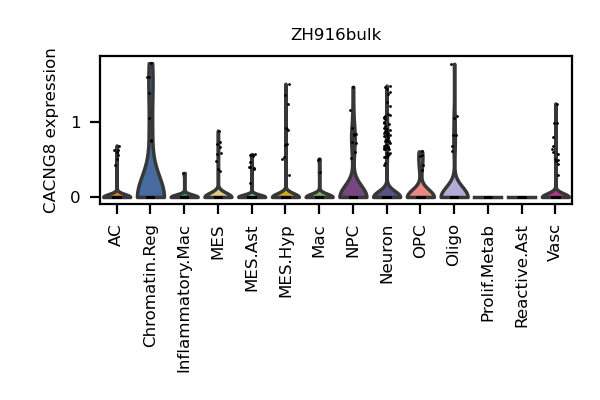 ZH916bulk
CACNG8 expression
1
0
AC
Chromatin.Reg
Inflammatory.Mac
MES
MES.Ast
MES.Hyp
Mac
NPC
Neuron
OPC
Oligo
Prolif.Metab
Reactive.Ast
Vasc